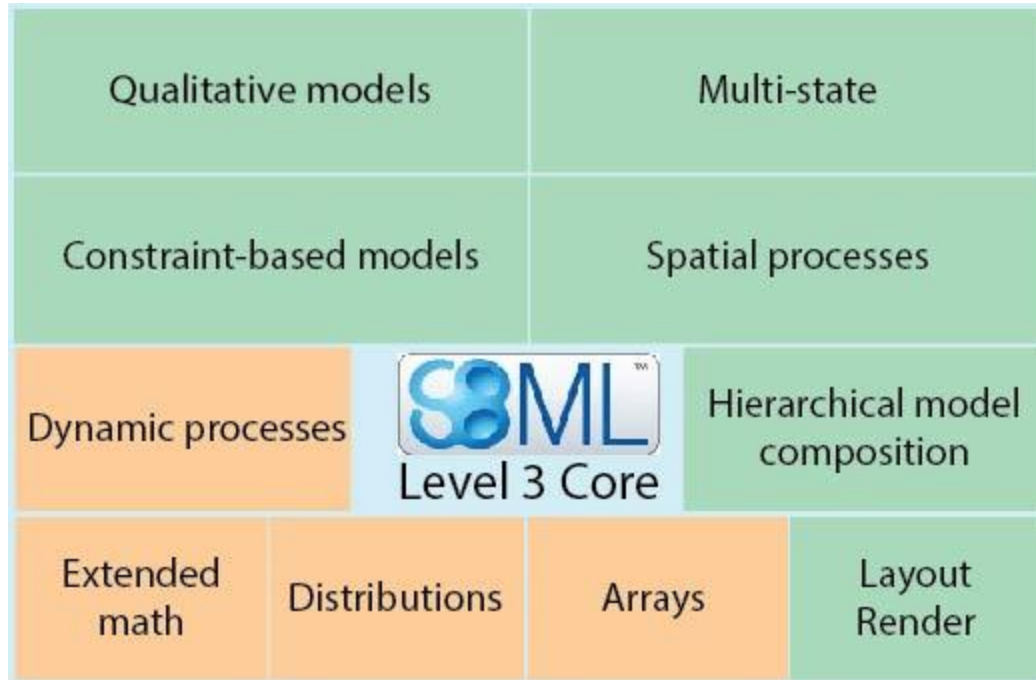 Qualitative models
Multi-state
Constraint-based models
Spatial processes
Dynamic processes
SBML™
Level 3 Core
Hierarchical model
composition
Extended
math
Distributions
Arrays
Layout
Render